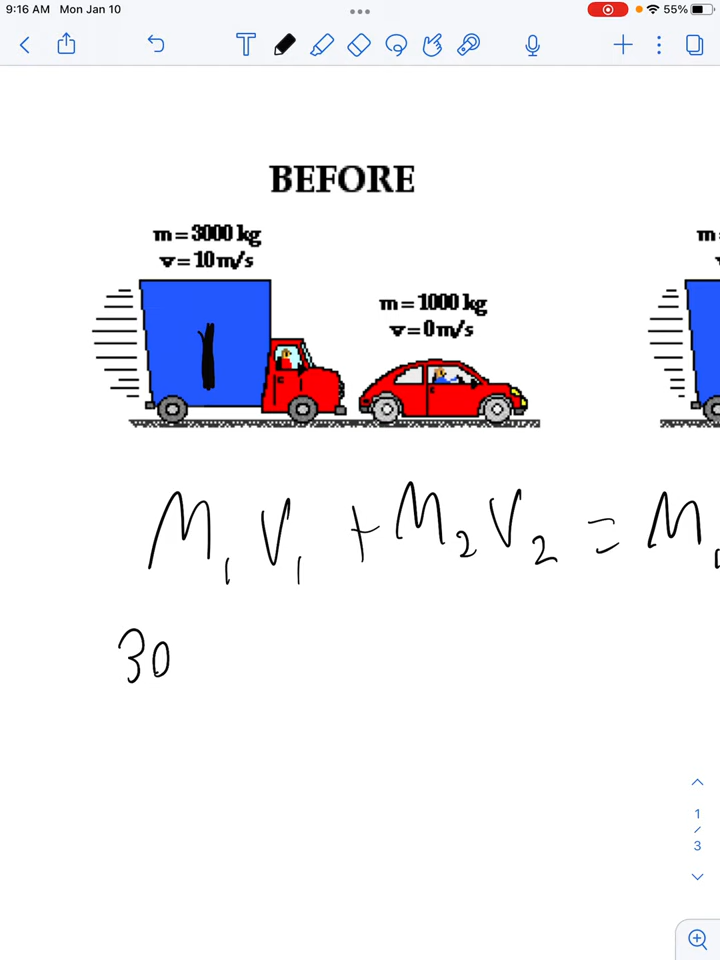 9:16 AM Mon Jan 10
55%
T
BEFORE
m = 3000 kg
v = 10 m/s
m = 1000 kg
v = 0 m/s
m
1
M₁V₁ + M₂V₂ = M
30
1
/
3